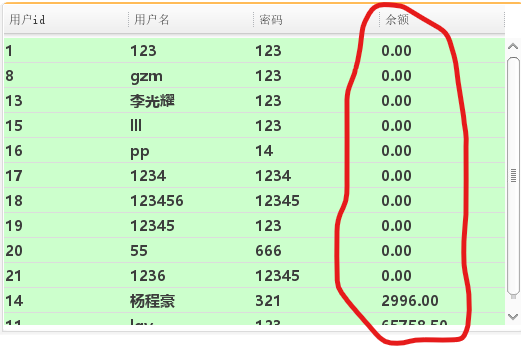 用户id 用户名 密码 余额
1 123 123 0.00
8 gzm 123 0.00
13 李光耀 123 0.00
15 lll 123 0.00
16 pp 14 0.00
17 1234 1234 0.00
18 123456 12345 0.00
19 12345 123 0.00
20 55 666 0.00
21 1236 12345 0.00
14 杨程豪 321 2996.00
11 123 65758.50